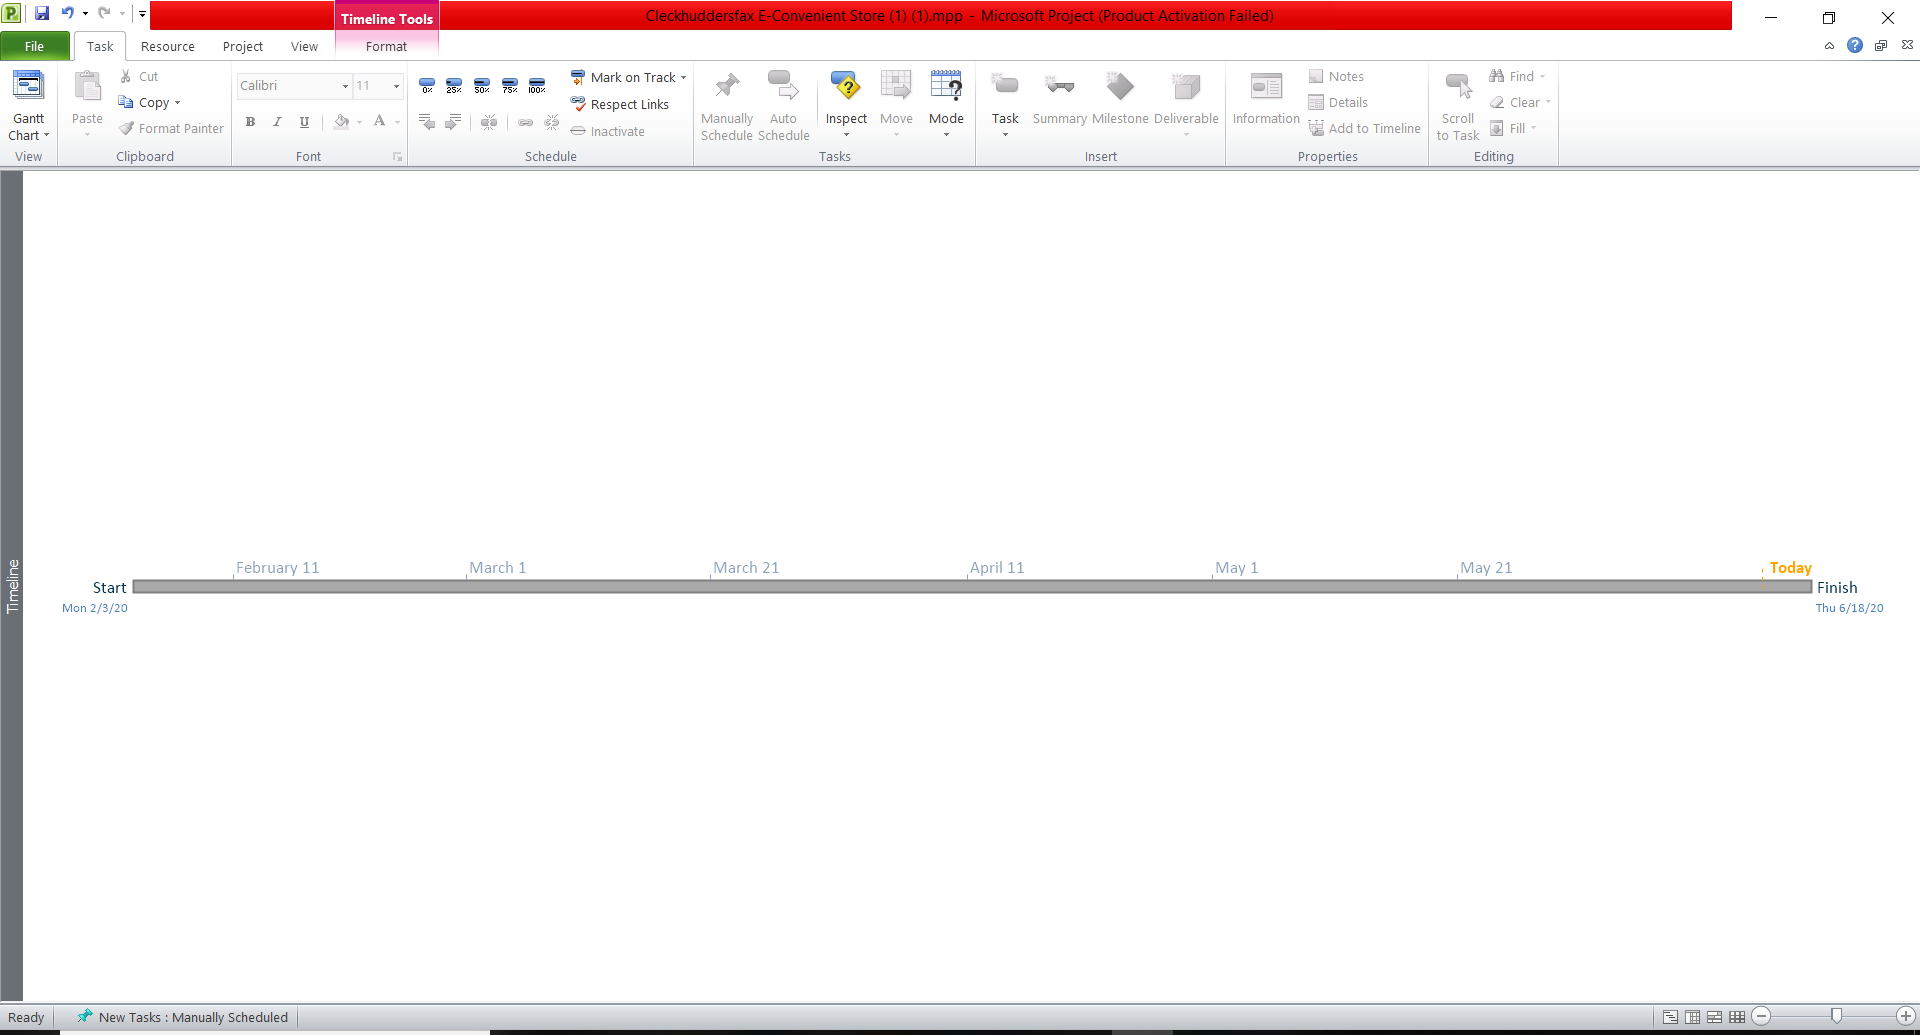 Timeline Tools
Cleckhuddersfax E-Convenient Store (1) (1).mpp - Microsoft Project (Product Activation Failed)
File Task Resource Project View Format
Gantt Chart
View
Paste
Cut
Copy
Format Painter
Clipboard
Calibri 11
B I U A
Font
0% 25% 50% 75% 100%
Mark on Track
Respect Links
Inactivate
Schedule
Manually Schedule
Auto Schedule
Inspect
Move
Mode
Tasks
Task
Summary
Milestone
Deliverable
Insert
Information
Notes
Details
Add to Timeline
Properties
Scroll to Task
Find
Clear
Fill
Editing
Timeline
February 11 March 1 March 21 April 11 May 1 May 21 Today
Start Finish
Mon 2/3/20 Thu 6/18/20
Ready New Tasks : Manually Scheduled